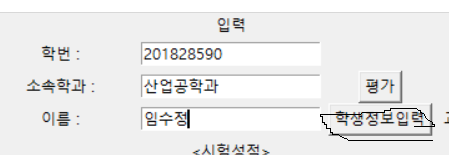 입력
학번 : 201828590
소속학과 : 산업공학과 평가
이름 : 임수정 학생정보입력
<시험성적>